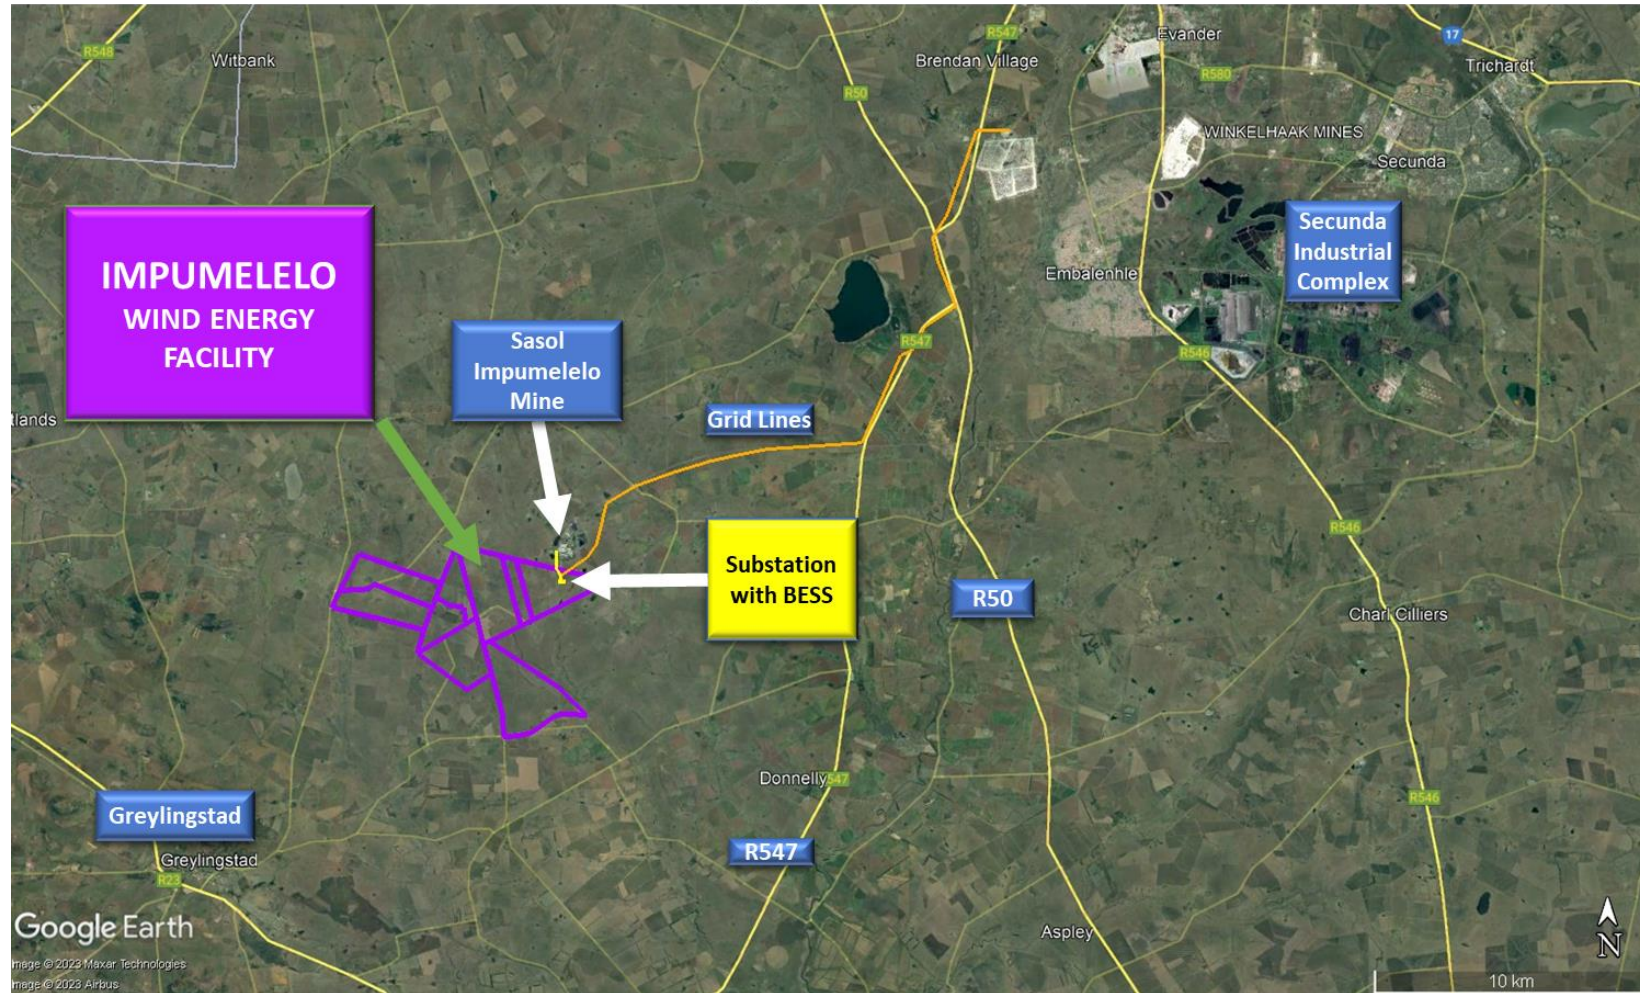 R548
Witbank
R547
Brendan Village
Evander
17
Trichardt
R50
R580
WINKELHAAK MINES
Secunda
IMPUMELELO
WIND ENERGY
FACILITY
Secunda
Industrial
Complex
Embalenhle
Sasol
Impumelelo
Mine
R547
R546
tlands
Grid Lines
Substation
with BESS
R546
R50
Charl Cilliers
Donnelly
547
R546
Greylingstad
R547
Greylingstad
R23
Google Earth
Aspley
N
Image © 2023 Maxar Technologies
Image © 2023 Airbus
10 km